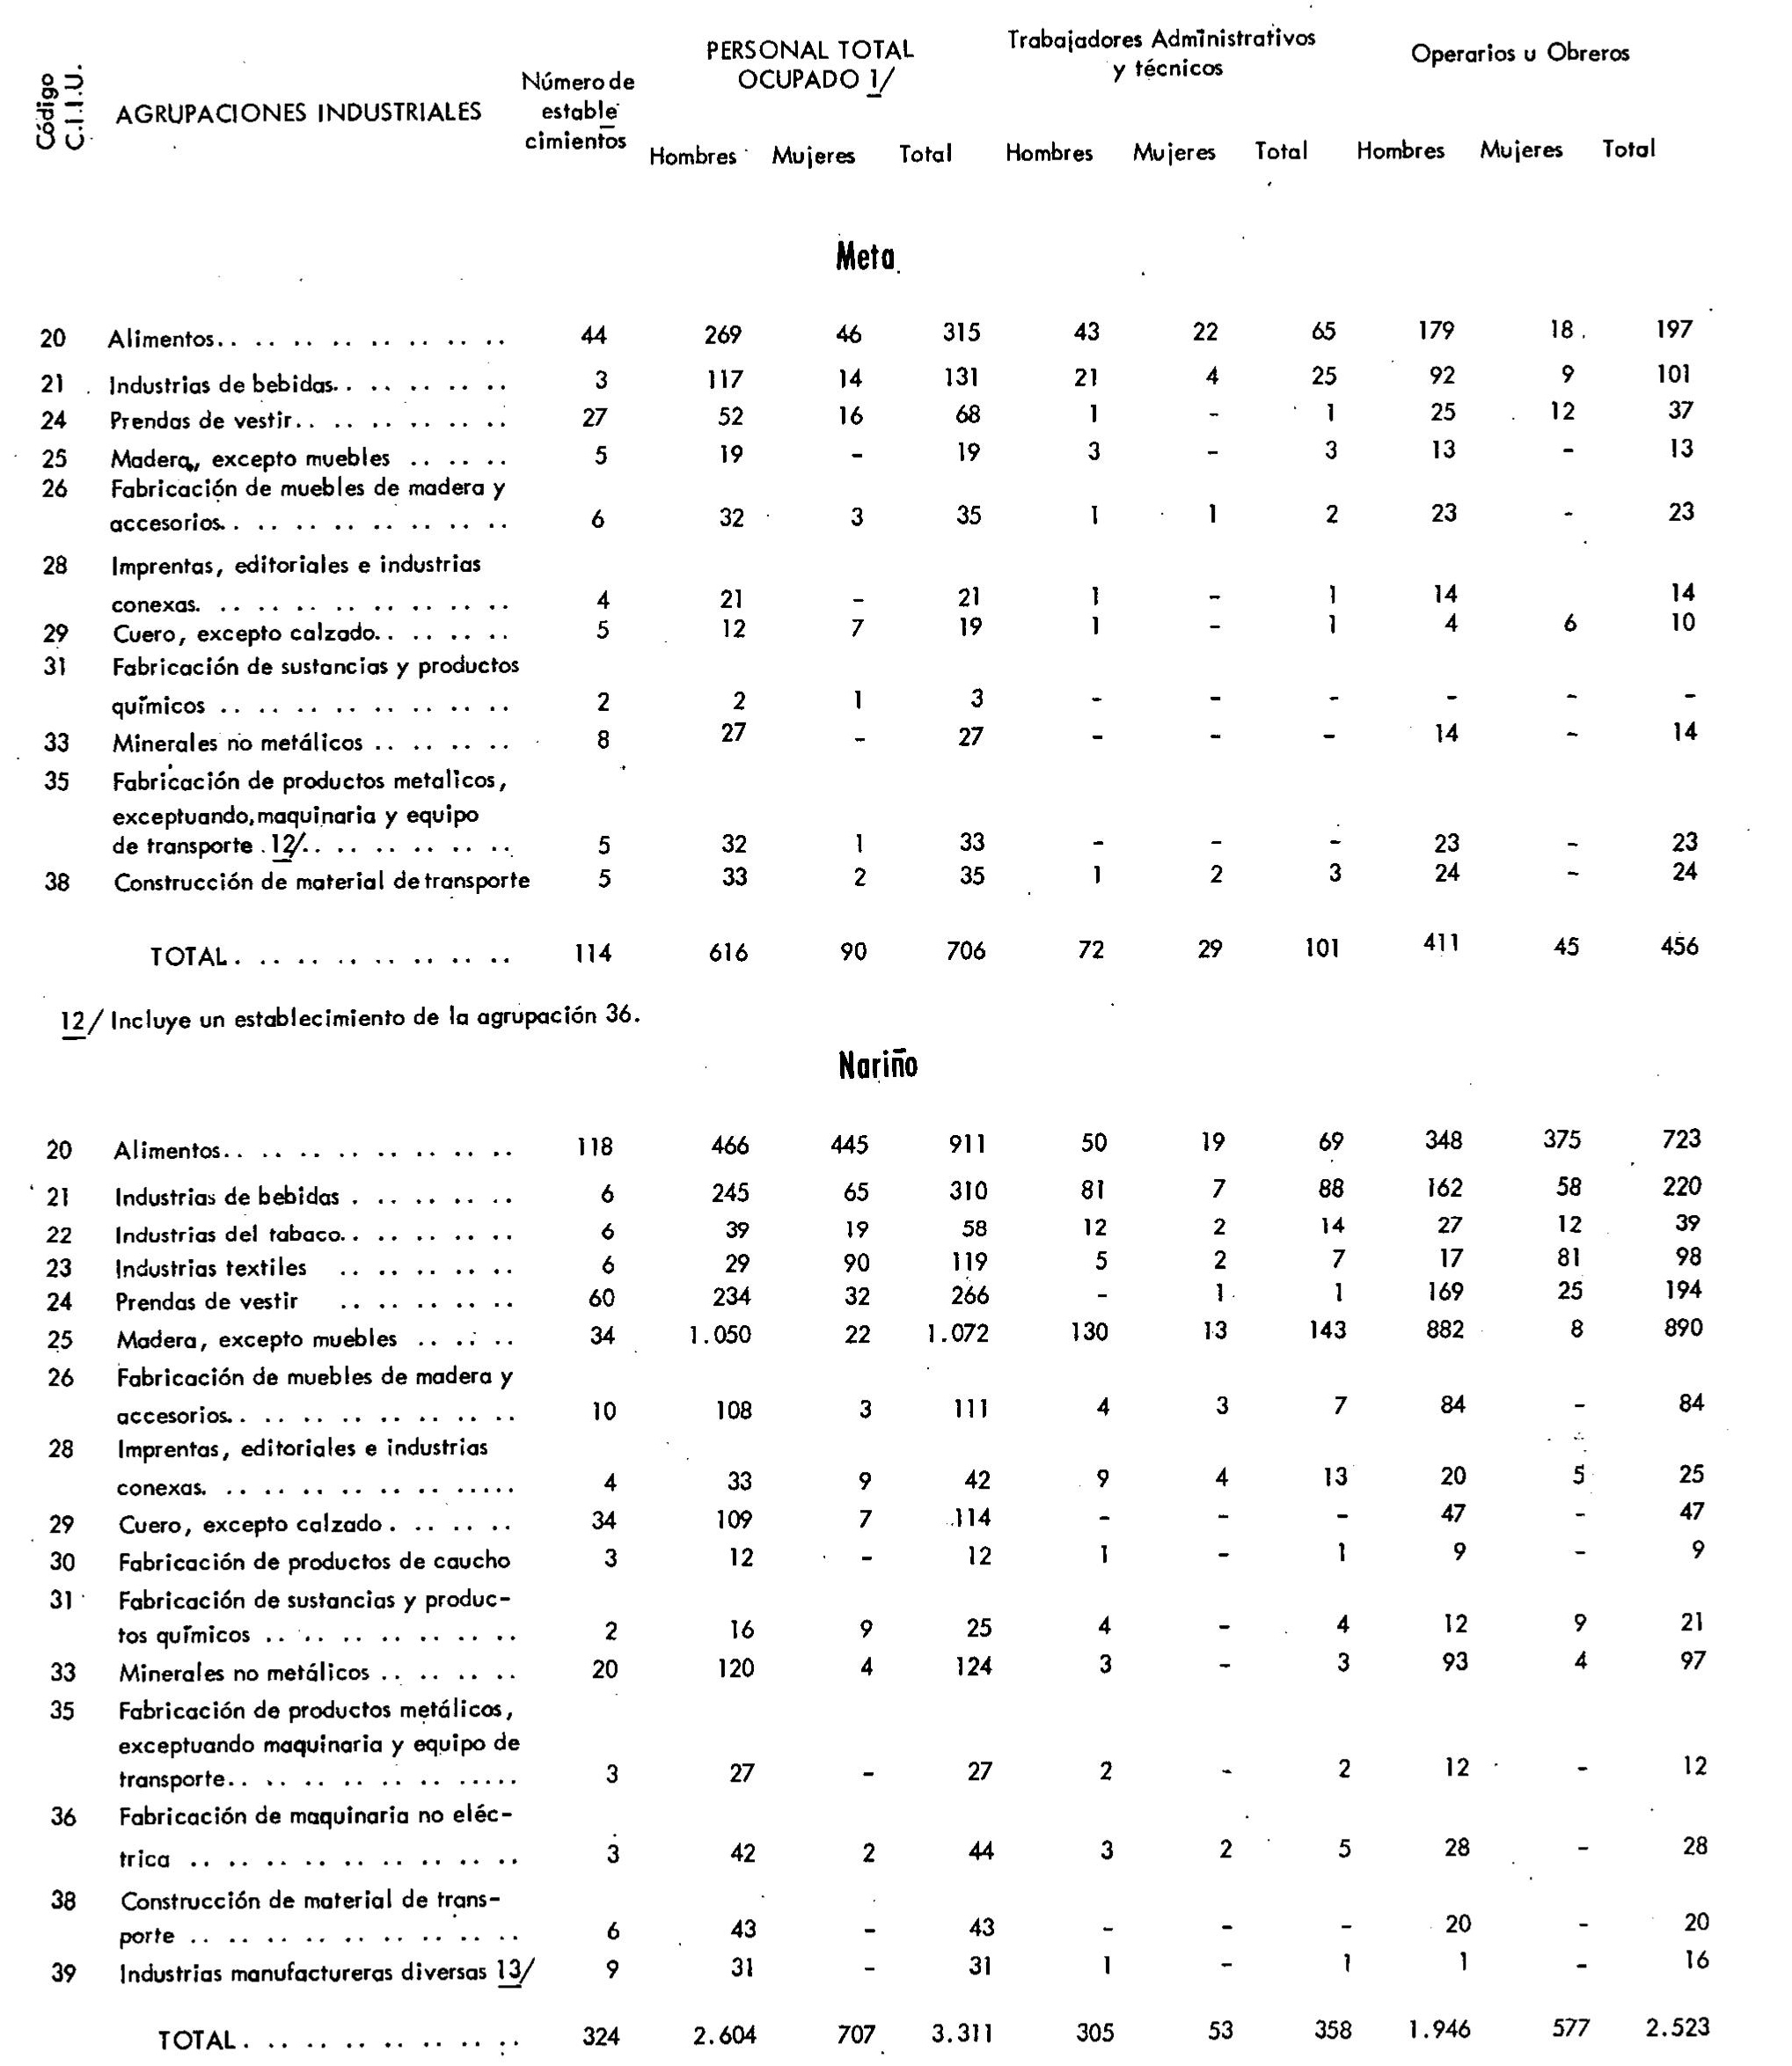 Código C.I.I.U. AGRUPACIONES INDUSTRIALES Número de estable cimientos PERSONAL TOTAL OCUPADO 1/ Trabajadores Administrativos y técnicos Operarios u Obreros
Hombres Mujeres Total Hombres Mujeres Total Hombres Mujeres Total
Meta
20 Alimentos.. .. .. .. .. .. .. .. 44 269 46 315 43 22 65 179 18 197
21 Industrias de bebidas. . .. .. .. .. 3 117 14 131 21 4 25 92 9 101
24 Prendas de vestir. . .. .. .. .. .. 27 52 16 68 1 - 1 25 12 37
25 Madera, excepto muebles .. .. .. 5 19 - 19 3 - 3 13 - 13
26 Fabricación de muebles de madera y
accesorios. . .. .. .. .. .. .. .. 6 32 3 35 1 1 2 23 - 23
28 Imprentas, editoriales e industrias
conexas. .. .. .. .. .. .. .. .. 4 21 - 21 1 - 1 14 14
29 Cuero, excepto calzado. . .. .. .. 5 12 7 19 1 - 1 4 6 10
31 Fabricación de sustancias y productos
químicos .. .. .. .. .. .. .. .. 2 2 1 3 - - - - - -
33 Minerales no metálicos .. .. .. .. 8 27 - 27 - - - 14 - 14
35 Fabricación de productos metalicos,
exceptuando, maquinaria y equipo
de transporte . 12/. . .. .. .. .. .. 5 32 1 33 - - - 23 - 23
38 Construcción de material de transporte 5 33 2 35 1 2 3 24 - 24
TOTAL. .. .. .. .. .. .. .. 114 616 90 706 72 29 101 411 45 456
12/ Incluye un establecimiento de la agrupación 36.
Nariño
20 Alimentos.. .. .. .. .. .. .. .. 118 466 445 911 50 19 69 348 375 723
21 Industrias de bebidas . .. .. .. .. 6 245 65 310 81 7 88 162 58 220
22 Industrias del tabaco. . .. .. .. .. 6 39 19 58 12 2 14 27 12 39
23 Industrias textiles .. .. .. .. .. 6 29 90 119 5 2 7 17 81 98
24 Prendas de vestir .. .. .. .. .. 60 234 32 266 - 1 1 169 25 194
25 Madera, excepto muebles .. .. .. 34 1.050 22 1.072 130 13 143 882 8 890
26 Fabricación de muebles de madera y
accesorios. . .. .. .. .. .. .. .. 10 108 3 111 4 3 7 84 - 84
28 Imprentas, editoriales e industrias
conexas. .. .. .. .. .. .. ..... 4 33 9 42 9 4 13 20 5 25
29 Cuero, excepto calzado . .. .. .. 34 109 7 114 - - - 47 - 47
30 Fabricación de productos de caucho 3 12 - 12 1 - 1 9 - 9
31 Fabricación de sustancias y produc-
tos químicos .. .. .. .. .. .. .. 2 16 9 25 4 - 4 12 9 21
33 Minerales no metálicos .. .. .. .. 20 120 4 124 3 - 3 93 4 97
35 Fabricación de productos metálicos,
exceptuando maquinaria y equipo de
transporte. . .. .. .. .. .. ..... 3 27 - 27 2 - 2 12 - 12
36 Fabricación de maquinaria no eléc-
trica .. .. .. .. .. .. .. .. .. 3 42 2 44 3 2 5 28 - 28
38 Construcción de material de trans-
porte .. .. .. .. .. .. .. .. .. 6 43 - 43 - - - 20 - 20
39 Industrias manufactureras diversas 13/ 9 31 - 31 1 - 1 1 - 16
TOTAL. .. .. .. .. .. .. .. 324 2.604 707 3.311 305 53 358 1.946 577 2.523